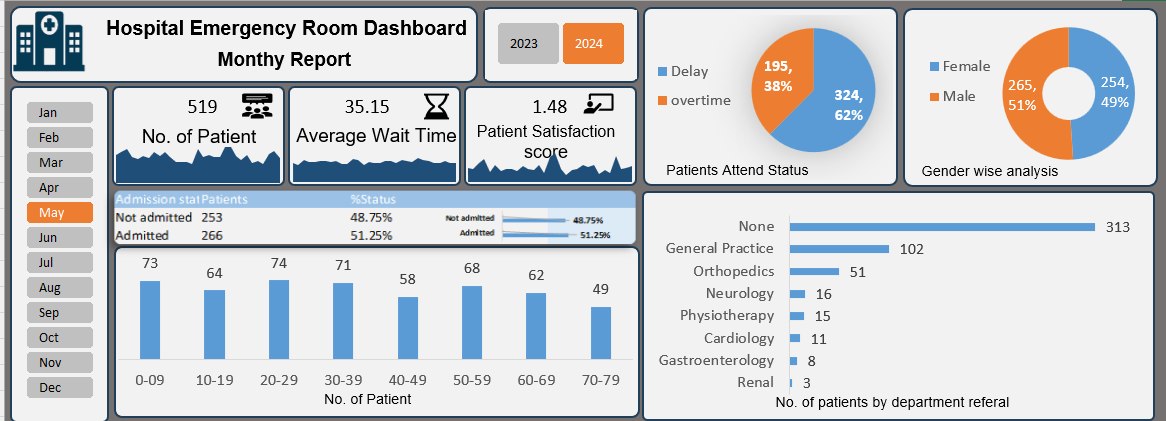 Hospital Emergency Room Dashboard
Monthy Report
2023
2024
Jan
Feb
Mar
Apr
May
Jun
Jul
Aug
Sep
Oct
Nov
Dec
519
No. of Patient
35.15
Average Wait Time
1.48
Patient Satisfaction
score
Delay
overtime
195,
38%
324,
62%
Patients Attend Status
Female
Male
265,
51%
254,
49%
Gender wise analysis
Admission stat Patients %Status
Not admitted 253 48.75% Not admitted 48.75%
Admitted 266 51.25% Admitted 51.25%
73 64 74 71 58 68 62 49
0-09 10-19 20-29 30-39 40-49 50-59 60-69 70-79
No. of Patient
None 313
General Practice 102
Orthopedics 51
Neurology 16
Physiotherapy 15
Cardiology 11
Gastroenterology 8
Renal 3
No. of patients by department referal